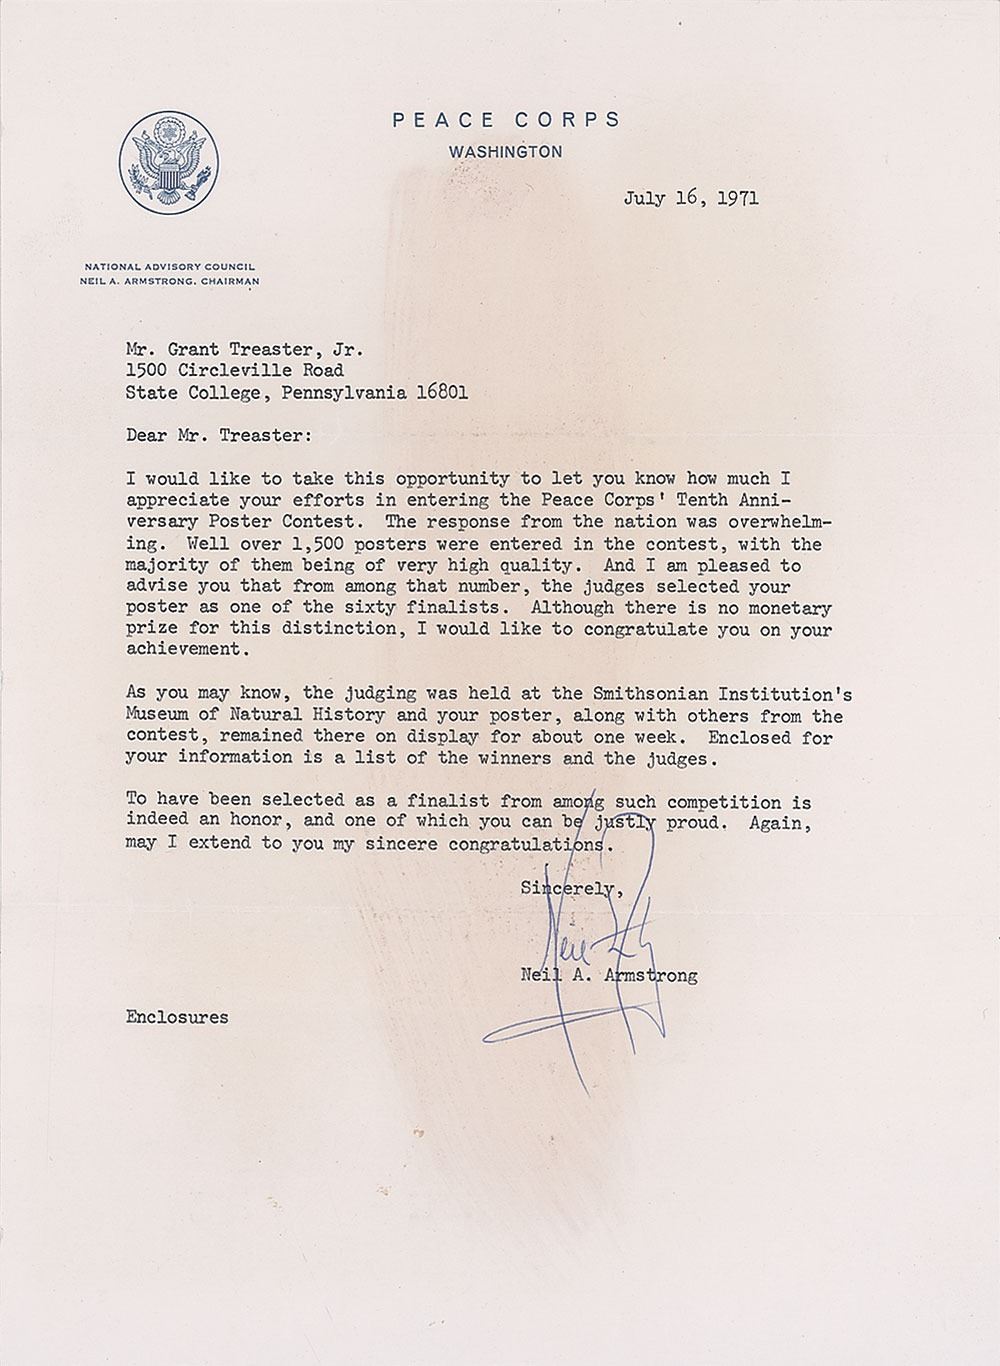 PEACE CORPS
WASHINGTON
July 16, 1971
NATIONAL ADVISORY COUNCIL
NEIL A. ARMSTRONG, CHAIRMAN
Mr. Grant Treaster, Jr.
1500 Circleville Road
State College, Pennsylvania 16801
Dear Mr. Treaster:
I would like to take this opportunity to let you know how much I
appreciate your efforts in entering the Peace Corps' Tenth Anni-
versary Poster Contest.  The response from the nation was overwhelm-
ing.  Well over 1,500 posters were entered in the contest, with the
majority of them being of very high quality.  And I am pleased to
advise you that from among that number, the judges selected your
poster as one of the sixty finalists.  Although there is no monetary
prize for this distinction, I would like to congratulate you on your
achievement.
As you may know, the judging was held at the Smithsonian Institution's
Museum of Natural History and your poster, along with others from the
contest, remained there on display for about one week.  Enclosed for
your information is a list of the winners and the judges.
To have been selected as a finalist from among such competition is
indeed an honor, and one of which you can be justly proud.  Again,
may I extend to you my sincere congratulations.
Sincerely,
Neil
Neil A. Armstrong
Enclosures